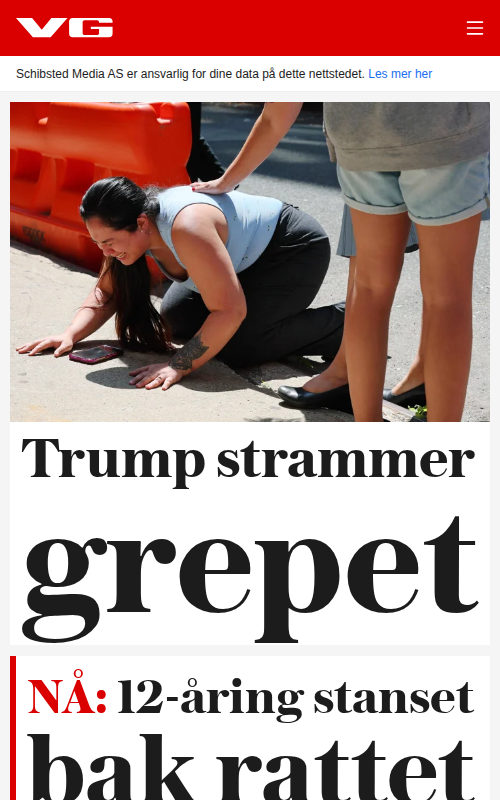 VG
Schibsted Media AS er ansvarlig for dine data på dette nettstedet. Les mer her
Trump strammer
grepet
NÅ: 12-åring stanset
bak rattet